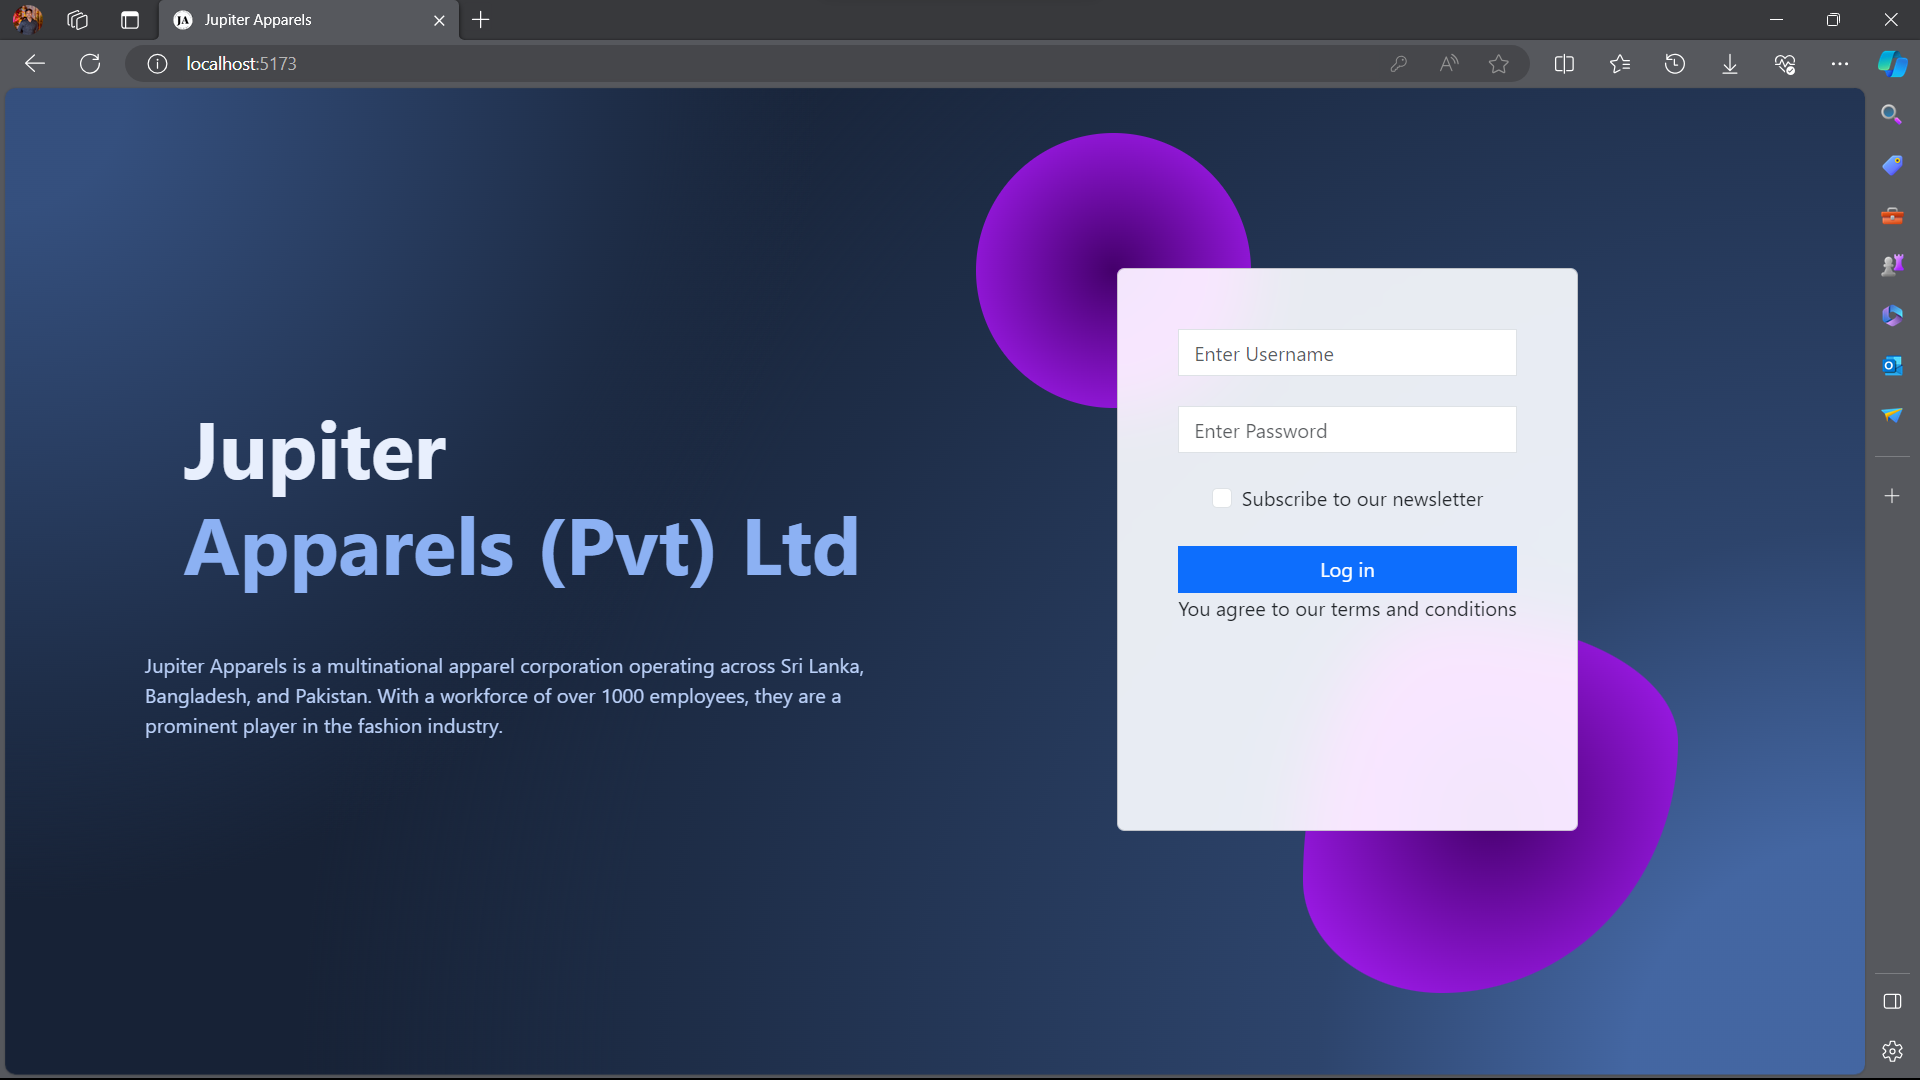 JA Jupiter Apparels
localhost:5173
Jupiter
Apparels (Pvt) Ltd
Jupiter Apparels is a multinational apparel corporation operating across Sri Lanka,
Bangladesh, and Pakistan. With a workforce of over 1000 employees, they are a
prominent player in the fashion industry.
Enter Username
Enter Password
Subscribe to our newsletter
Log in
You agree to our terms and conditions